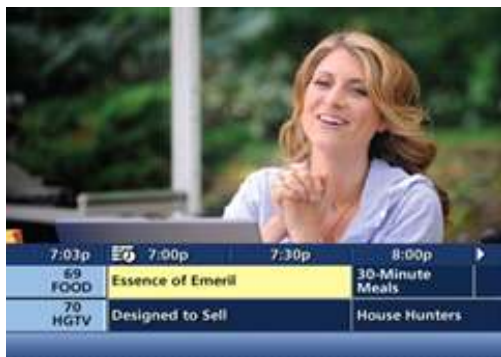 7:03p 7:00p 7:30p 8:00p
69 FOOD
Essence of Emeril
30-Minute
Meals
70 HGTV
Designed to Sell
House Hunters